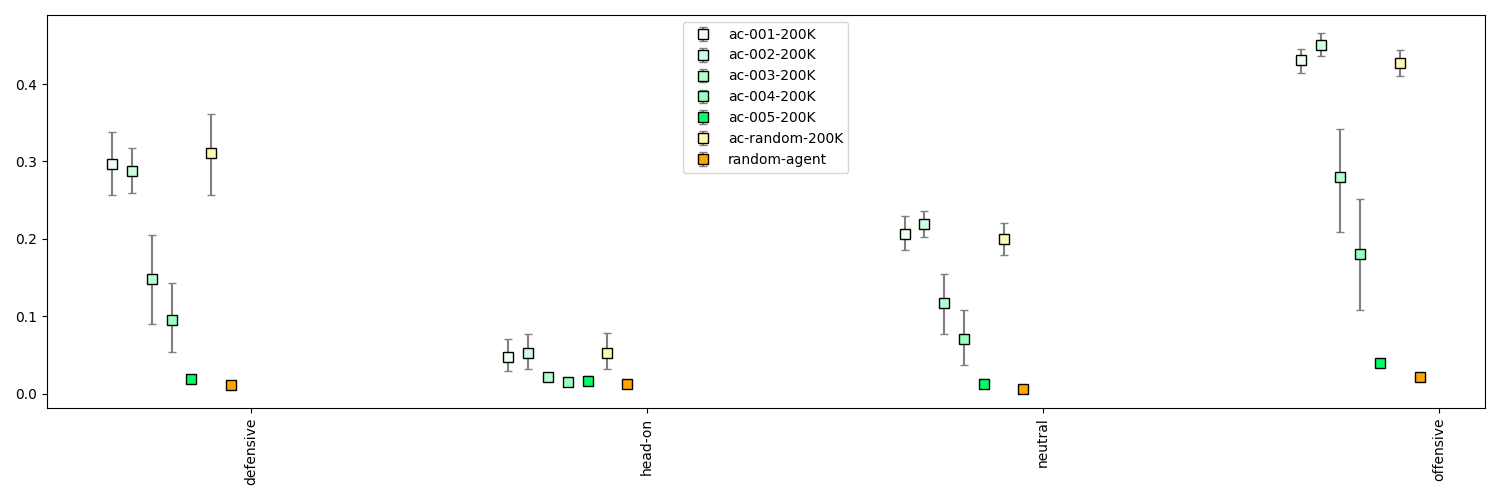 0.4
0.3
0.2
0.1
0.0
ac-001-200K
ac-002-200K
ac-003-200K
ac-004-200K
ac-005-200K
ac-random-200K
random-agent
defensive
head-on
neutral
offensive